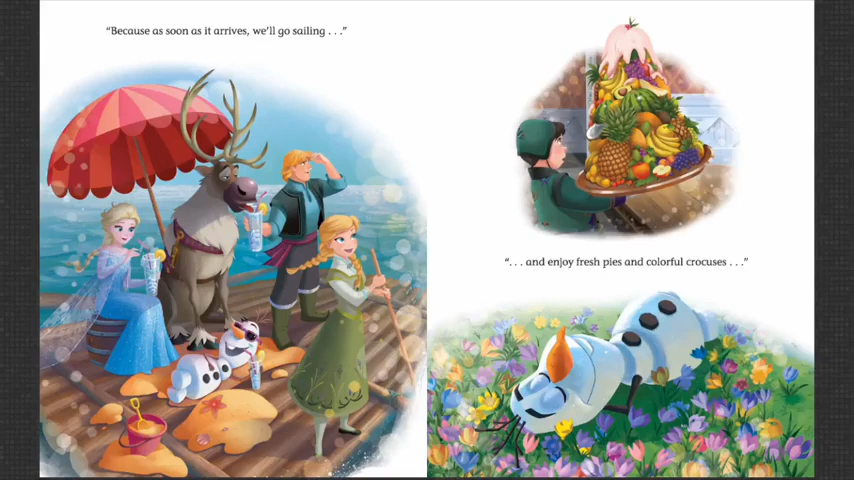 “Because as soon as it arrives, we’ll go sailing . . .”
“. . . and enjoy fresh pies and colorful crocuses . . .”